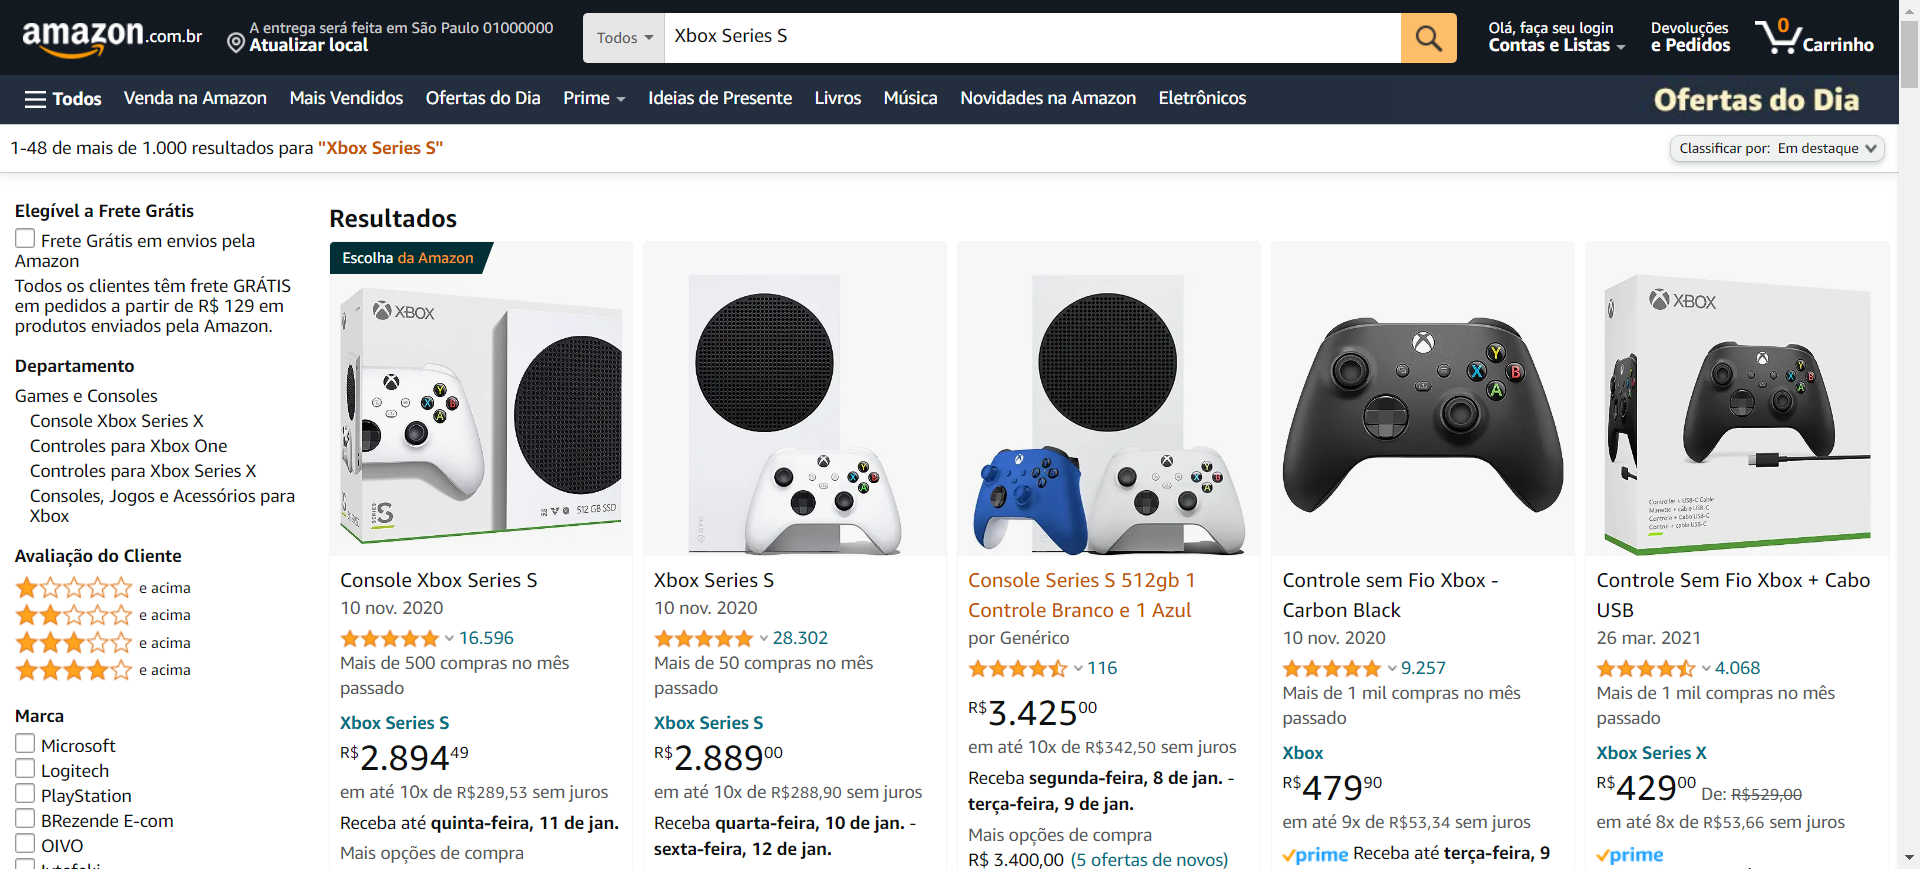 amazon.com.br
A entrega será feita em São Paulo 01000000
Atualizar local
Todos
Xbox Series S
Olá, faça seu login
Contas e Listas
Devoluções
e Pedidos
0
Carrinho
Todos
Venda na Amazon
Mais Vendidos
Ofertas do Dia
Prime
Ideias de Presente
Livros
Música
Novidades na Amazon
Eletrônicos
Ofertas do Dia
1-48 de mais de 1.000 resultados para "Xbox Series S"
Classificar por: Em destaque
Elegível a Frete Grátis
Frete Grátis em envios pela
Amazon
Todos os clientes têm frete GRÁTIS
em pedidos a partir de R$ 129 em
produtos enviados pela Amazon.
Departamento
Games e Consoles
Console Xbox Series X
Controles para Xbox One
Controles para Xbox Series X
Consoles, Jogos e Acessórios para
Xbox
Avaliação do Cliente
e acima
e acima
e acima
e acima
Marca
Microsoft
Logitech
PlayStation
BRezende E-com
OIVO
Resultados
Escolha da Amazon
XBOX
Y
X
B
A
SERIES
S
512 GB SSD
Console Xbox Series S
10 nov. 2020
16.596
Mais de 500 compras no mês
passado
Xbox Series S
R$2.89449
em até 10x de R$289,53 sem juros
Receba até quinta-feira, 11 de jan.
Mais opções de compra
Xbox Series S
10 nov. 2020
28.302
Mais de 50 compras no mês
passado
Xbox Series S
R$2.88900
em até 10x de R$288,90 sem juros
Receba quarta-feira, 10 de jan. -
sexta-feira, 12 de jan.
Console Series S 512gb 1
Controle Branco e 1 Azul
por Genérico
116
R$3.42500
em até 10x de R$342,50 sem juros
Receba segunda-feira, 8 de jan. -
terça-feira, 9 de jan.
Mais opções de compra
R$ 3.400,00 (5 ofertas de novos)
Y
X
B
A
Controle sem Fio Xbox -
Carbon Black
10 nov. 2020
9.257
Mais de 1 mil compras no mês
passado
Xbox
R$47990
em até 9x de R$53,34 sem juros
prime Receba até terça-feira, 9
XBOX
Controller + USB-C Cable
Manette + câble USB-C
Controle + Cabo USB-C
Control + cable USB-C
Controle Sem Fio Xbox + Cabo
USB
26 mar. 2021
4.068
Mais de 1 mil compras no mês
passado
Xbox Series X
R$42900 De: R$529,00
em até 8x de R$53,66 sem juros
prime